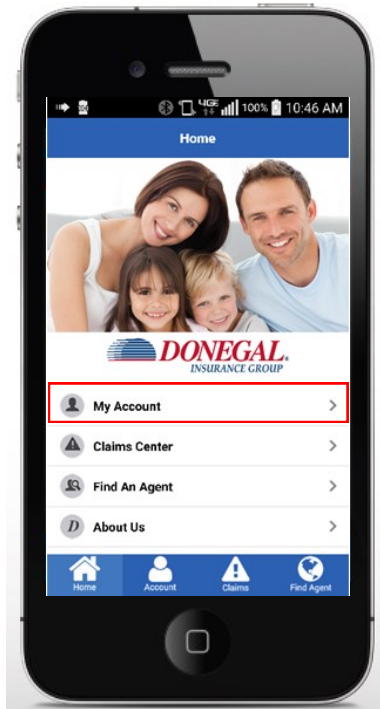 4GE 100% 10:46 AM
Home
DONEGAL®
INSURANCE GROUP
My Account
Claims Center
Find An Agent
D About Us
Home Account Claims Find Agent